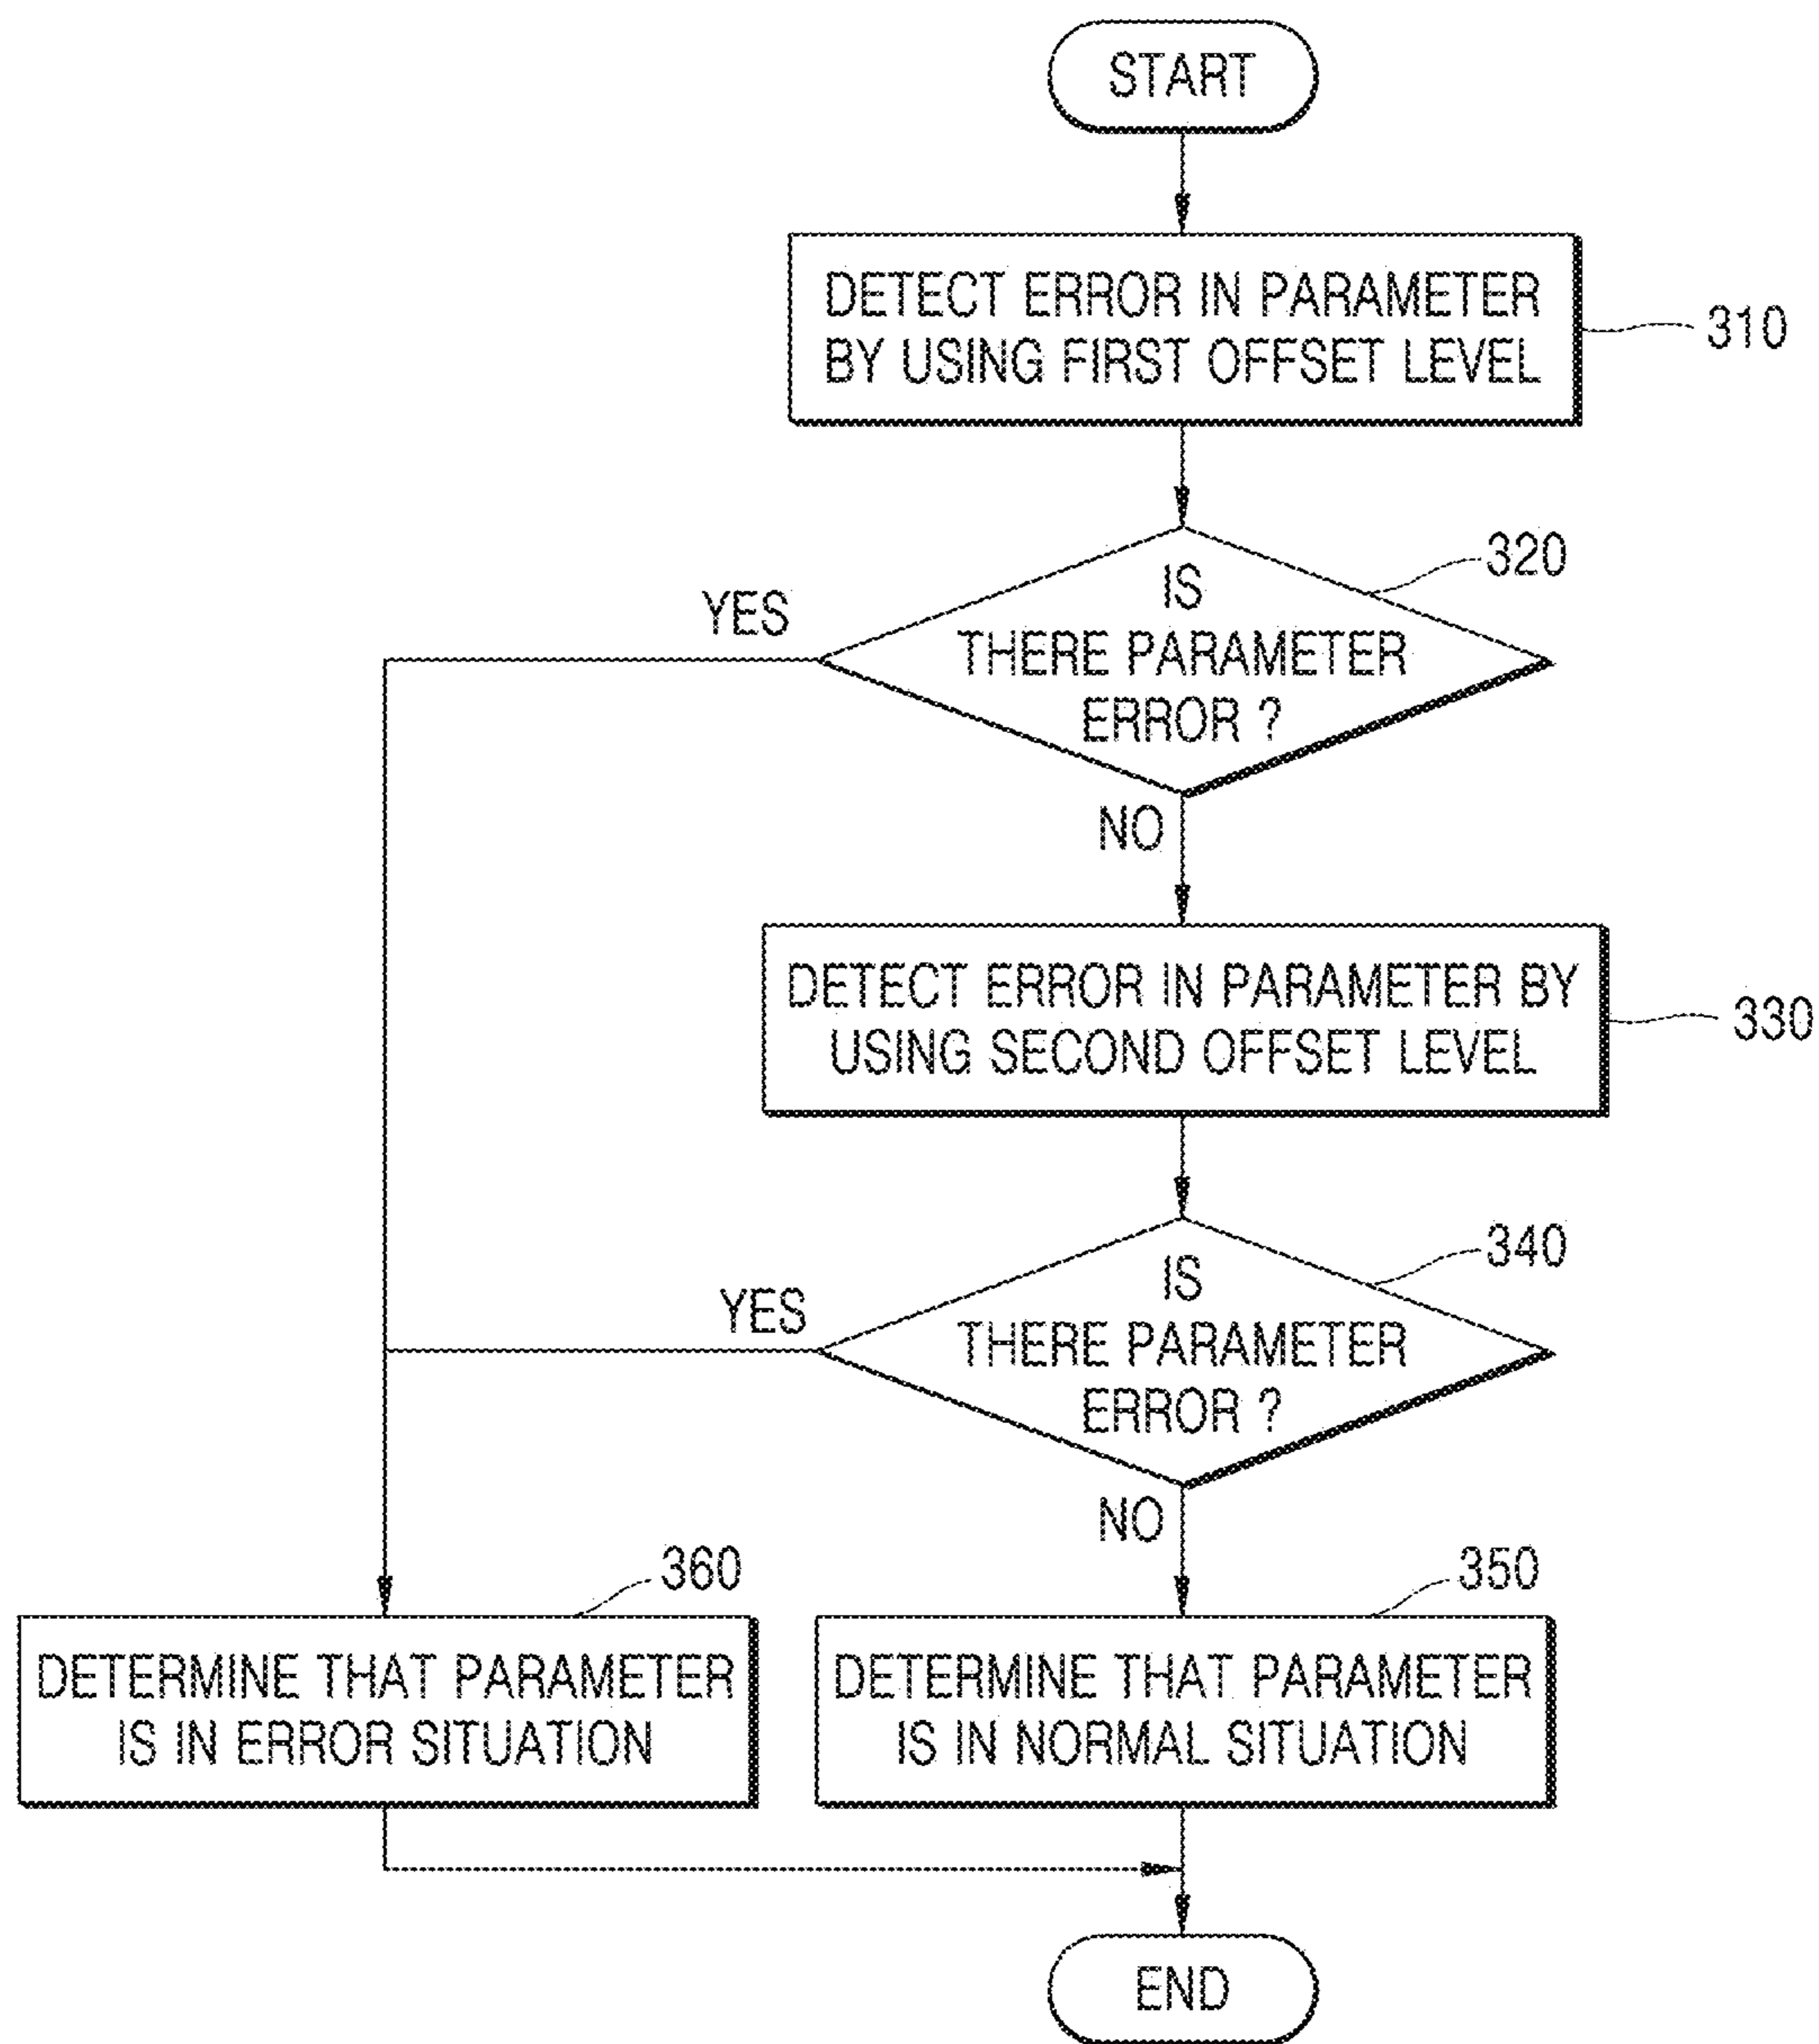 START
DETECT ERROR IN PARAMETER
BY USING FIRST OFFSET LEVEL
310
320
IS
THERE PARAMETER
ERROR ?
YES
NO
DETECT ERROR IN PARAMETER BY
USING SECOND OFFSET LEVEL
330
340
IS
THERE PARAMETER
ERROR ?
YES
NO
360
DETERMINE THAT PARAMETER
IS IN ERROR SITUATION
350
DETERMINE THAT PARAMETER
IS IN NORMAL SITUATION
END